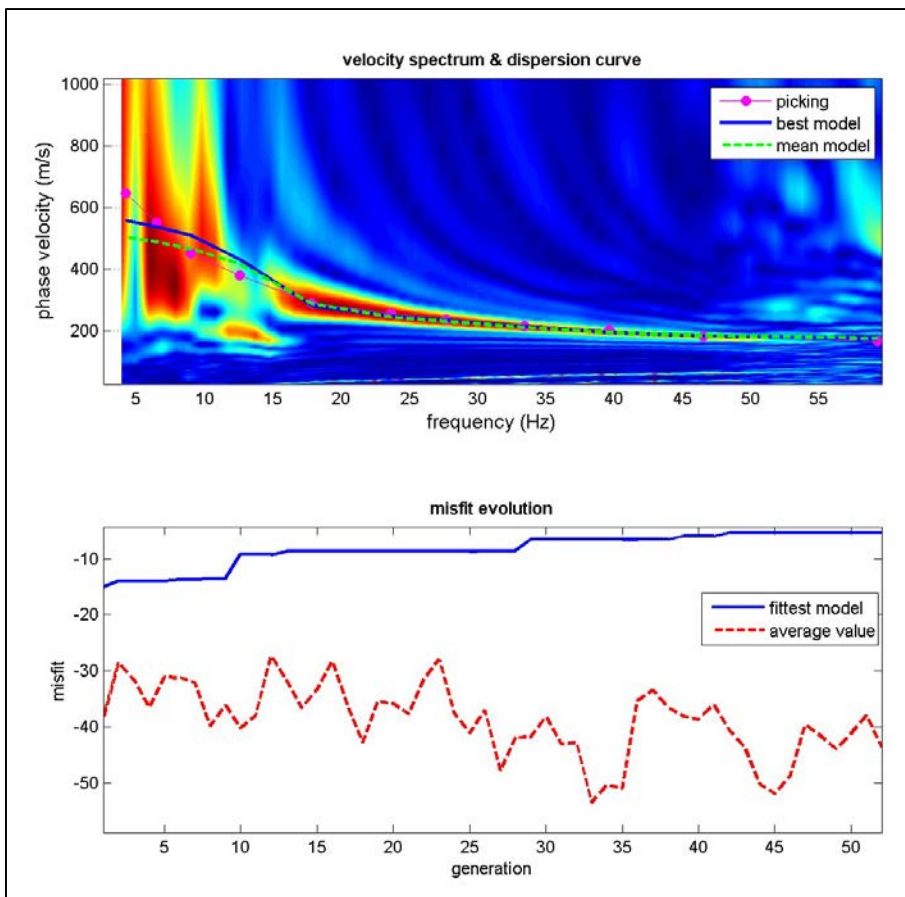 velocity spectrum & dispersion curve
1000
800
600
400
200
phase velocity (m/s)
picking
best model
mean model
5 10 15 20 25 30 35 40 45 50 55
frequency (Hz)
misfit evolution
-10
-20
-30
-40
-50
misfit
fittest model
average value
5 10 15 20 25 30 35 40 45 50
generation